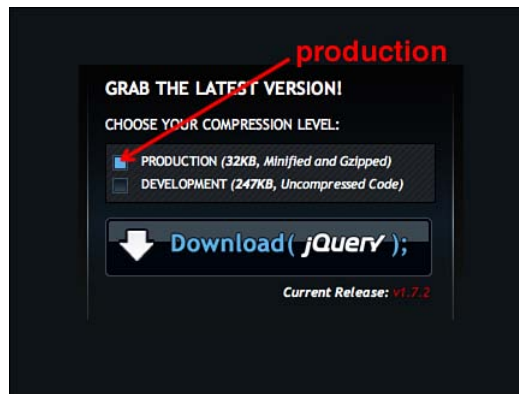 production
GRAB THE LATEST VERSION!
CHOOSE YOUR COMPRESSION LEVEL:
PRODUCTION (32KB, Minified and Gzipped)
DEVELOPMENT (247KB, Uncompressed Code)
Download( jQuery );
Current Release: v1.7.2